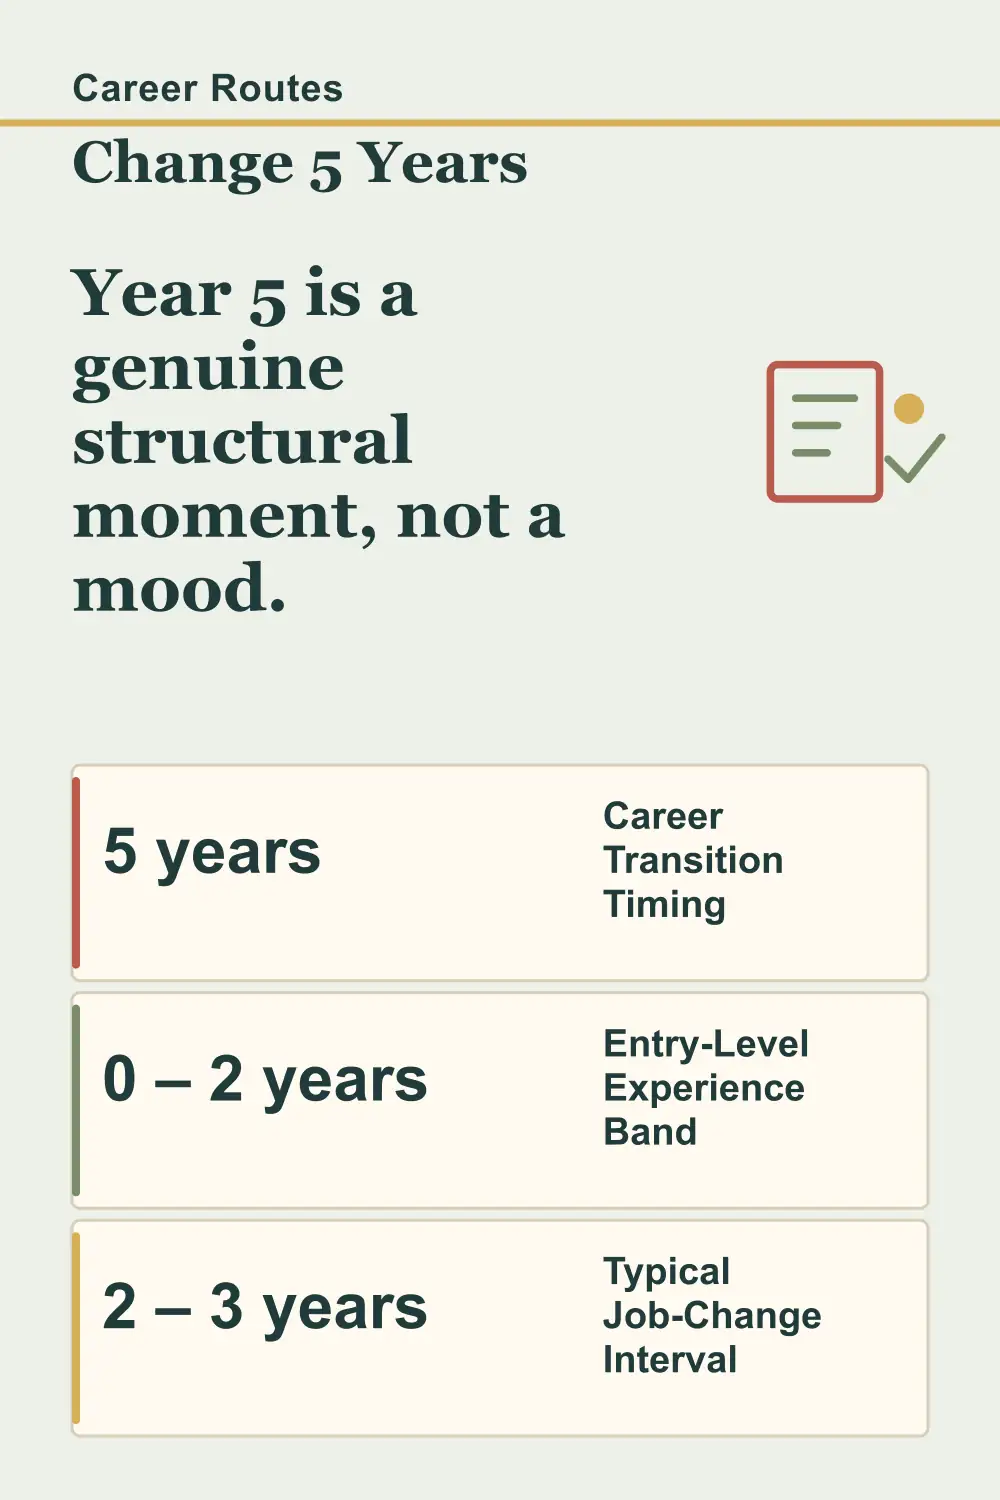 Career Routes
Change 5 Years
Year 5 is a
genuine
structural
moment, not a
mood.
5 years
Career
Transition
Timing
0 – 2 years
Entry-Level
Experience
Band
2 – 3 years
Typical
Job-Change
Interval